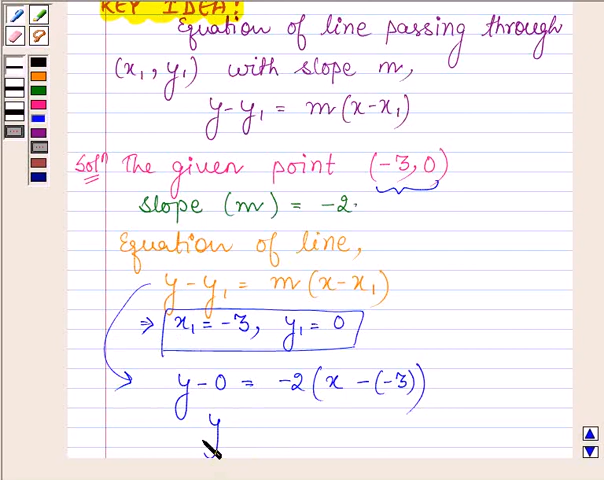 KEY IDEA:
Equation of line passing through
(x₁, y₁) with slope m,
y-y₁ = m(x-x₁)
Solⁿ The given point (-3,0)
slope (m) = -2.
Equation of line,
y-y₁ = m(x-x₁)
⇒ x₁ = -3, y₁ = 0
y-0 = -2(x-(-3))
y